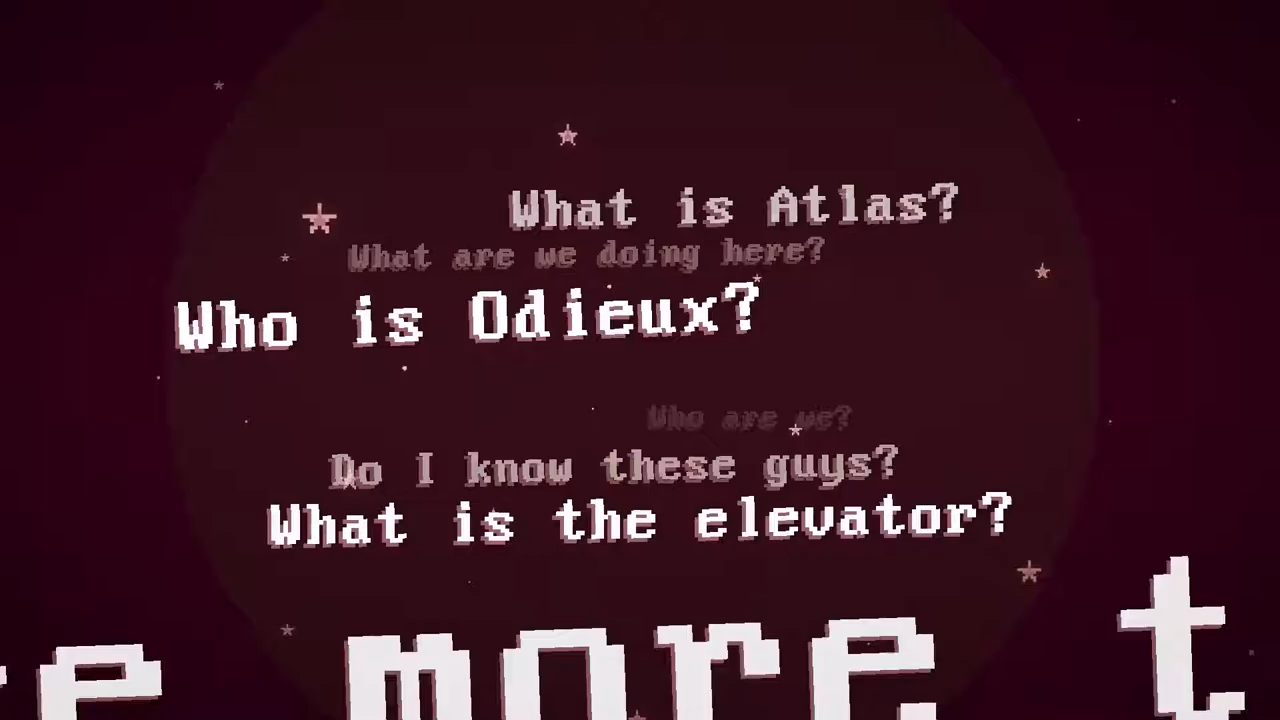 What is Atlas?
What are we doing here?
Who is Odieux?
Who are we?
Do I know these guys?
What is the elevator?
more